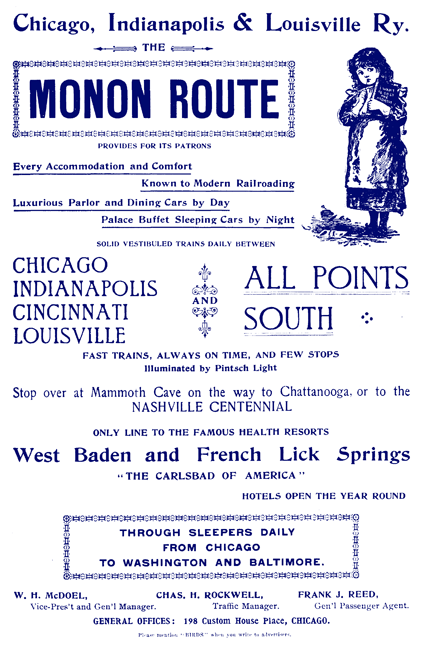 Chicago, Indianapolis & Louisville Ry.
THE
MONON ROUTE
PROVIDES FOR ITS PATRONS
Every Accommodation and Comfort
Known to Modern Railroading
Luxurious Parlor and Dining Cars by Day
Palace Buffet Sleeping Cars by Night
SOLID VESTIBULED TRAINS DAILY BETWEEN
CHICAGO
INDIANAPOLIS
CINCINNATI
LOUISVILLE
AND
ALL POINTS
SOUTH
FAST TRAINS, ALWAYS ON TIME, AND FEW STOPS
Illuminated by Pintsch Light
Stop over at Mammoth Cave on the way to Chattanooga, or to the
NASHVILLE CENTENNIAL
ONLY LINE TO THE FAMOUS HEALTH RESORTS
West Baden and French Lick Springs
"THE CARLSBAD OF AMERICA"
HOTELS OPEN THE YEAR ROUND
THROUGH SLEEPERS DAILY
FROM CHICAGO
TO WASHINGTON AND BALTIMORE.
W. H. McDOEL, CHAS. H. ROCKWELL, FRANK J. REED,
Vice-Pres't and Gen'l Manager. Traffic Manager. Gen'l Passenger Agent.
GENERAL OFFICES: 198 Custom House Place, CHICAGO.
Please mention "BIRDS" when you write to advertisers.